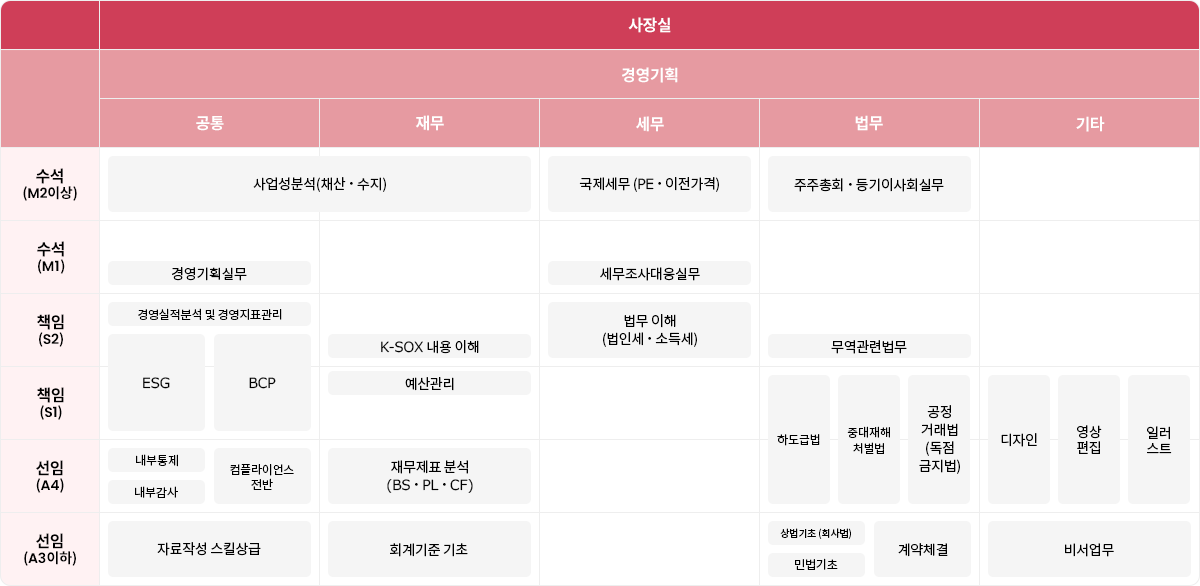 사장실
경영기획
공통
재무
세무
법무
기타
수석
(M2이상)
사업성분석(채산・수지)
국제세무 (PE・이전가격)
주주총회・등기이사회실무
수석
(M1)
경영기획실무
세무조사대응실무
책임
(S2)
경영실적분석 및 경영지표관리
K-SOX 내용 이해
법무 이해
(법인세・소득세)
무역관련법무
ESG
BCP
책임
(S1)
예산관리
하도급법
중대재해
처벌법
공정
거래법
(독점
금지법)
디자인
영상
편집
일러
스트
선임
(A4)
내부통제
내부감사
컴플라이언스
전반
재무제표 분석
(BS・PL・CF)
선임
(A3이하)
자료작성 스킬상급
회계기준 기초
상법기초 (회사법)
민법기초
계약체결
비서업무